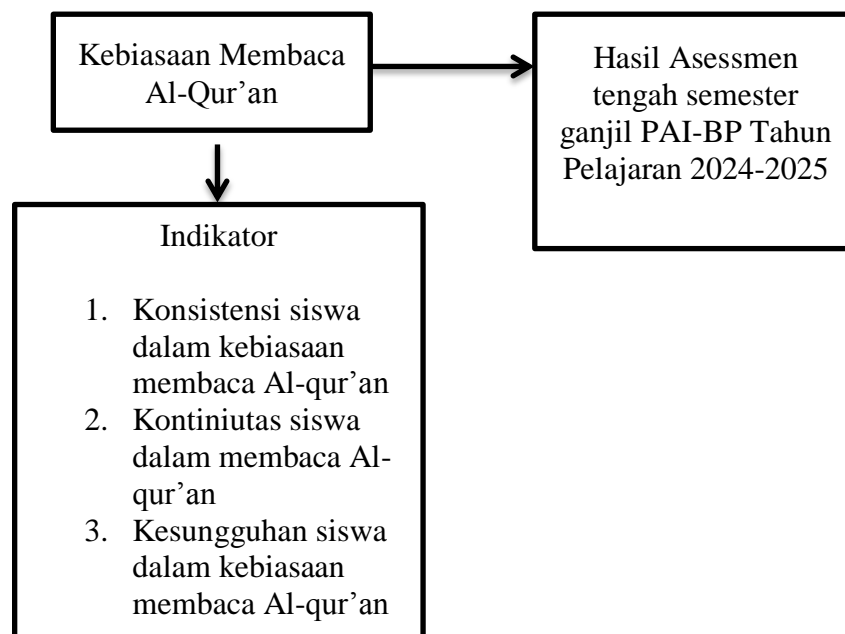 Kebiasaan Membaca
Al-Qur’an
Hasil Asessmen
tengah semester
ganjil PAI-BP Tahun
Pelajaran 2024-2025
Indikator
1. Konsistensi siswa
dalam kebiasaan
membaca Al-qur’an
2. Kontiniutas siswa
dalam membaca Al-
qur’an
3. Kesungguhan siswa
dalam kebiasaan
membaca Al-qur’an